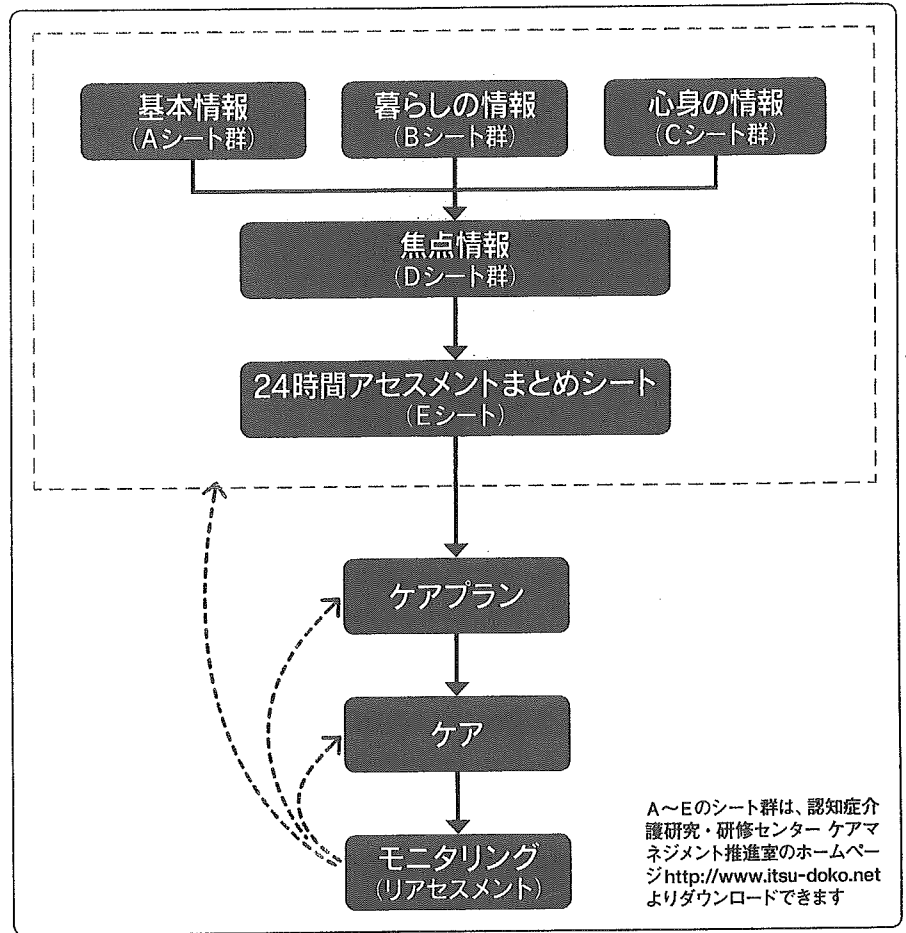 基本情報
(Aシート群)
暮らしの情報
(Bシート群)
心身の情報
(Cシート群)
焦点情報
(Dシート群)
24時間アセスメントまとめシート
(Eシート)
ケアプラン
ケア
モニタリング
(リアセスメント)
A～Eのシート群は、認知症介
護研究・研修センター ケアマ
ネジメント推進室のホームペー
ジhttp://www.itsu-doko.net
よりダウンロードできます